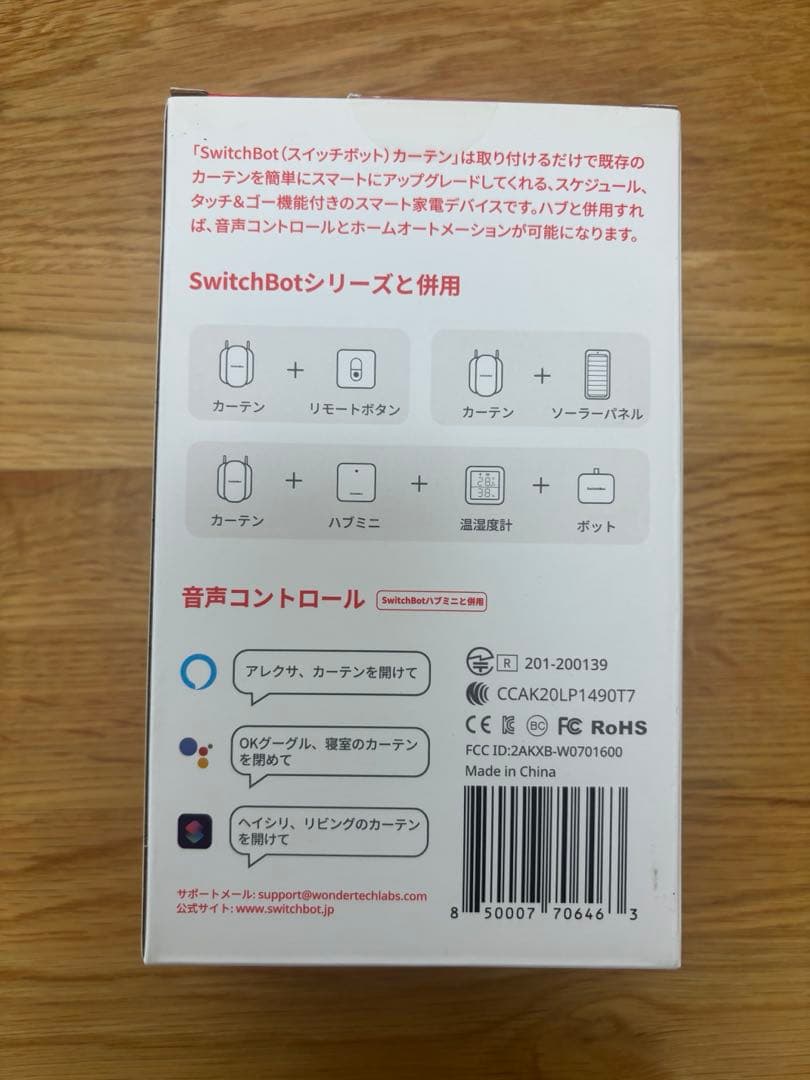 「SwitchBot（スイッチボット）カーテン」は取り付けるだけで既存の
カーテンを簡単にスマートにアップグレードしてくれる、スケジュール、
タッチ&ゴー機能付きのスマート家電デバイスです。ハブと併用すれ
ば、音声コントロールとホームオートメーションが可能になります。
SwitchBotシリーズと併用
カーテン + リモートボタン
カーテン + ソーラーパネル
カーテン + ハブミニ + 温湿度計 + ボット
音声コントロール SwitchBotハブミニと併用
アレクサ、カーテンを開けて
OKグーグル、寝室のカーテン
を閉めて
ヘイシリ、リビングのカーテン
を開けて
サポートメール: support@wondertechlabs.com
公式サイト: www.switchbot.jp
R 201-200139
CCAK20LP1490T7
CE BC FC RoHS
FCC ID:2AKXB-W0701600
Made in China
8 50007 70646 3